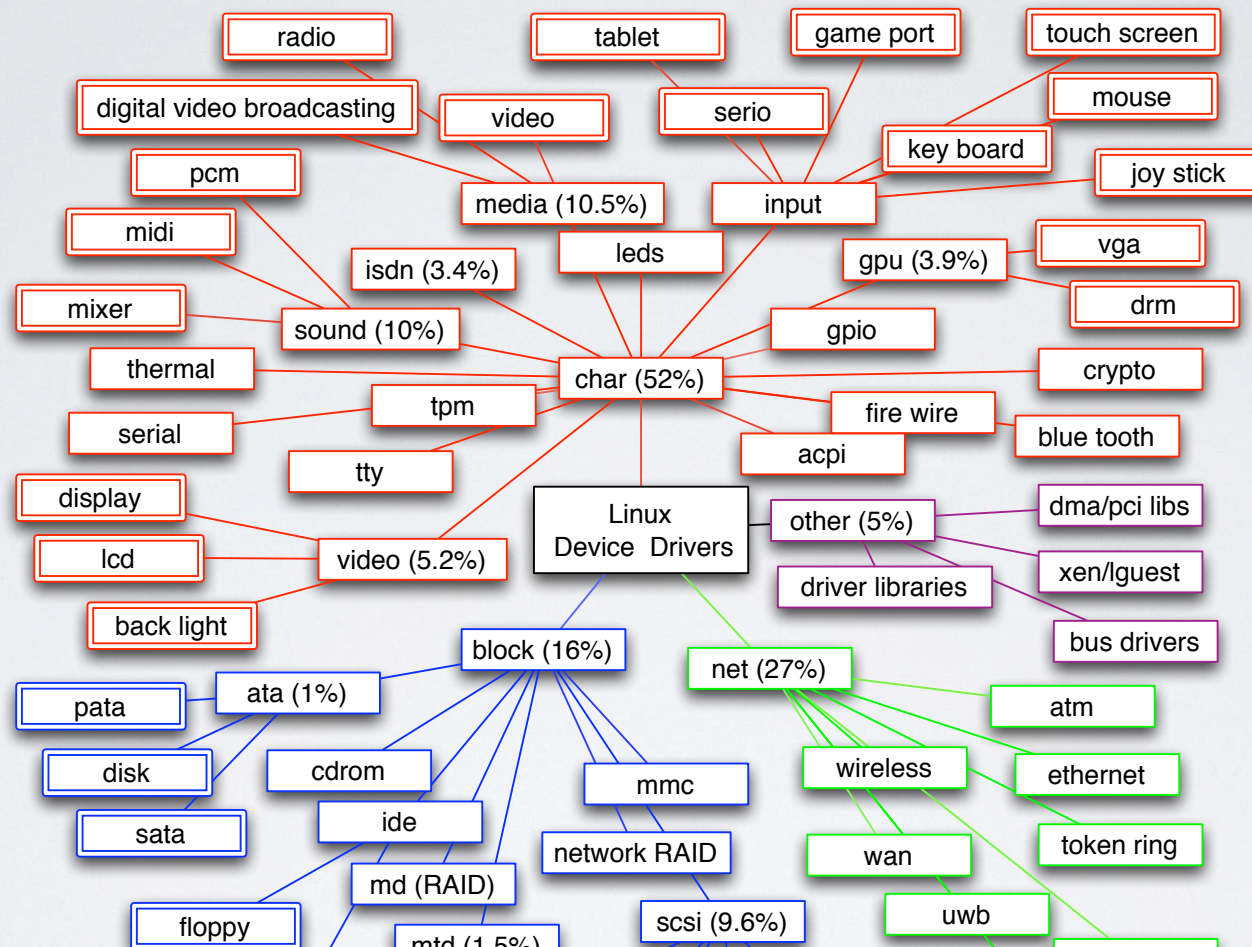 radio
tablet
game port
touch screen
digital video broadcasting
video
serio
mouse
key board
pcm
joy stick
media (10.5%)
input
midi
isdn (3.4%)
leds
gpu (3.9%)
vga
mixer
sound (10%)
gpio
drm
thermal
char (52%)
crypto
serial
tpm
fire wire
blue tooth
tty
acpi
display
Linux
Device Drivers
other (5%)
dma/pci libs
lcd
video (5.2%)
driver libraries
xen/lguest
back light
block (16%)
net (27%)
bus drivers
pata
ata (1%)
atm
disk
cdrom
mmc
wireless
ethernet
sata
ide
network RAID
wan
token ring
md (RAID)
floppy
mtd (1.5%)
scsi (9.6%)
uwb